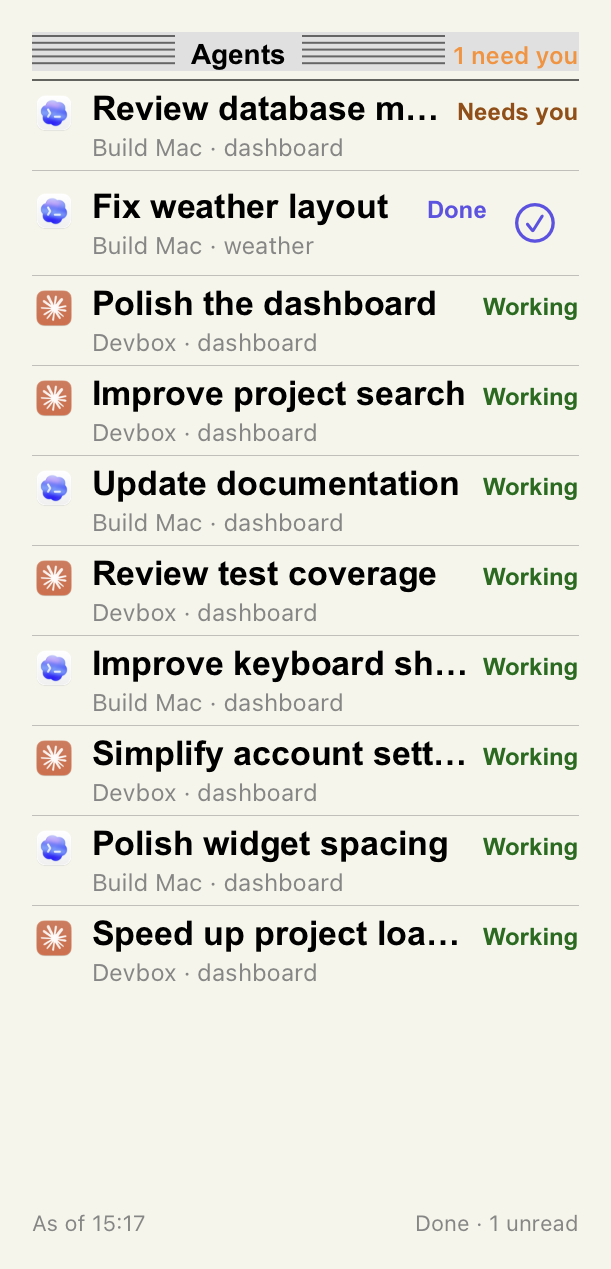 Agents 1 need you
Review database m… Needs you
Build Mac · dashboard
Fix weather layout Done
Build Mac · weather
Polish the dashboard Working
Devbox · dashboard
Improve project search Working
Devbox · dashboard
Update documentation Working
Build Mac · dashboard
Review test coverage Working
Devbox · dashboard
Improve keyboard sh… Working
Build Mac · dashboard
Simplify account sett… Working
Devbox · dashboard
Polish widget spacing Working
Build Mac · dashboard
Speed up project loa… Working
Devbox · dashboard
As of 15:17 Done · 1 unread